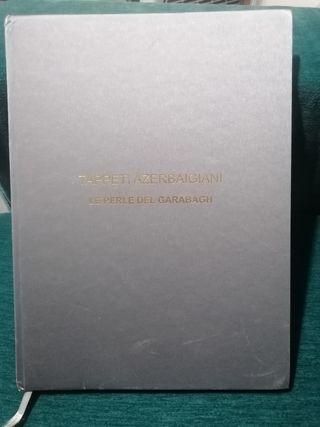 TAPPETI AZERBAIGIANI
LE PERLE DEL GARABAGH